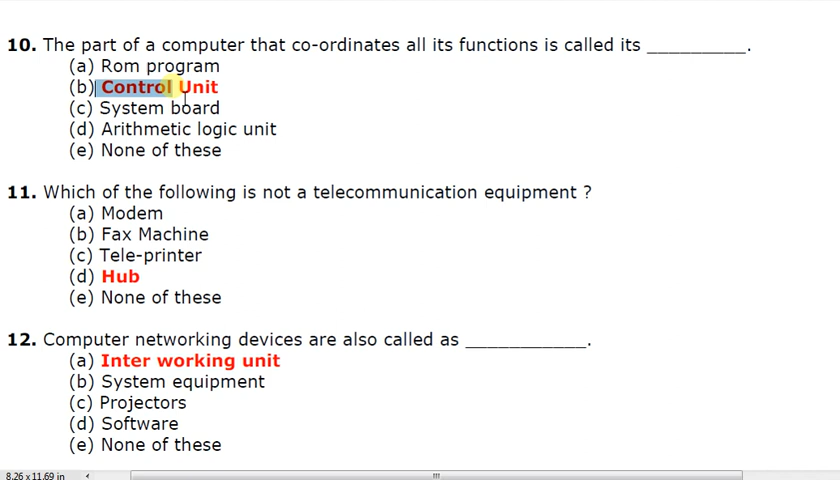 10. The part of a computer that co-ordinates all its functions is called its _________.
(a) Rom program
(b) Control Unit
(c) System board
(d) Arithmetic logic unit
(e) None of these
11. Which of the following is not a telecommunication equipment ?
(a) Modem
(b) Fax Machine
(c) Tele-printer
(d) Hub
(e) None of these
12. Computer networking devices are also called as ___________.
(a) Inter working unit
(b) System equipment
(c) Projectors
(d) Software
(e) None of these
8.26 x 11.69 in